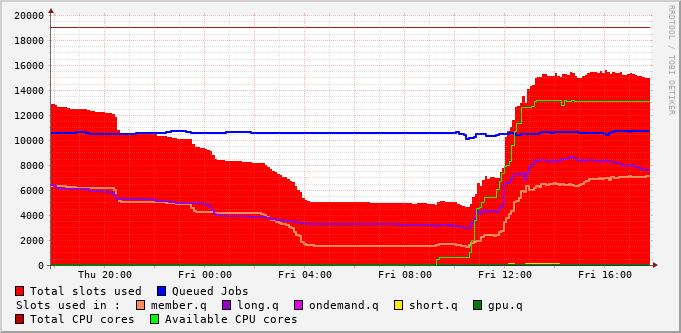 20000
18000
16000
14000
12000
10000
8000
6000
4000
2000
0
Thu 20:00 Fri 00:00 Fri 04:00 Fri 08:00 Fri 12:00 Fri 16:00
RRDTOOL / TOBI OETIKER
Total slots used Queued Jobs
Slots used in : member.q long.q ondemand.q short.q gpu.q
Total CPU cores Available CPU cores